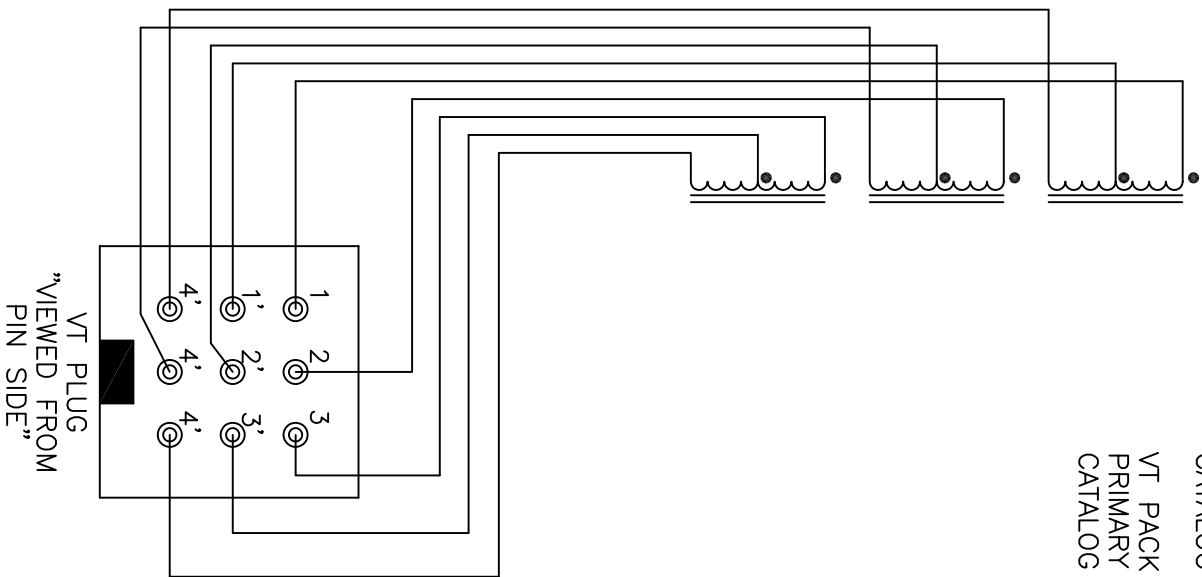 CATALOG
VT PACK
PRIMARY
CATALOG
1 2 3
1' 2' 3'
4' 4' 4'
VT PLUG
"VIEWED FROM
PIN SIDE"